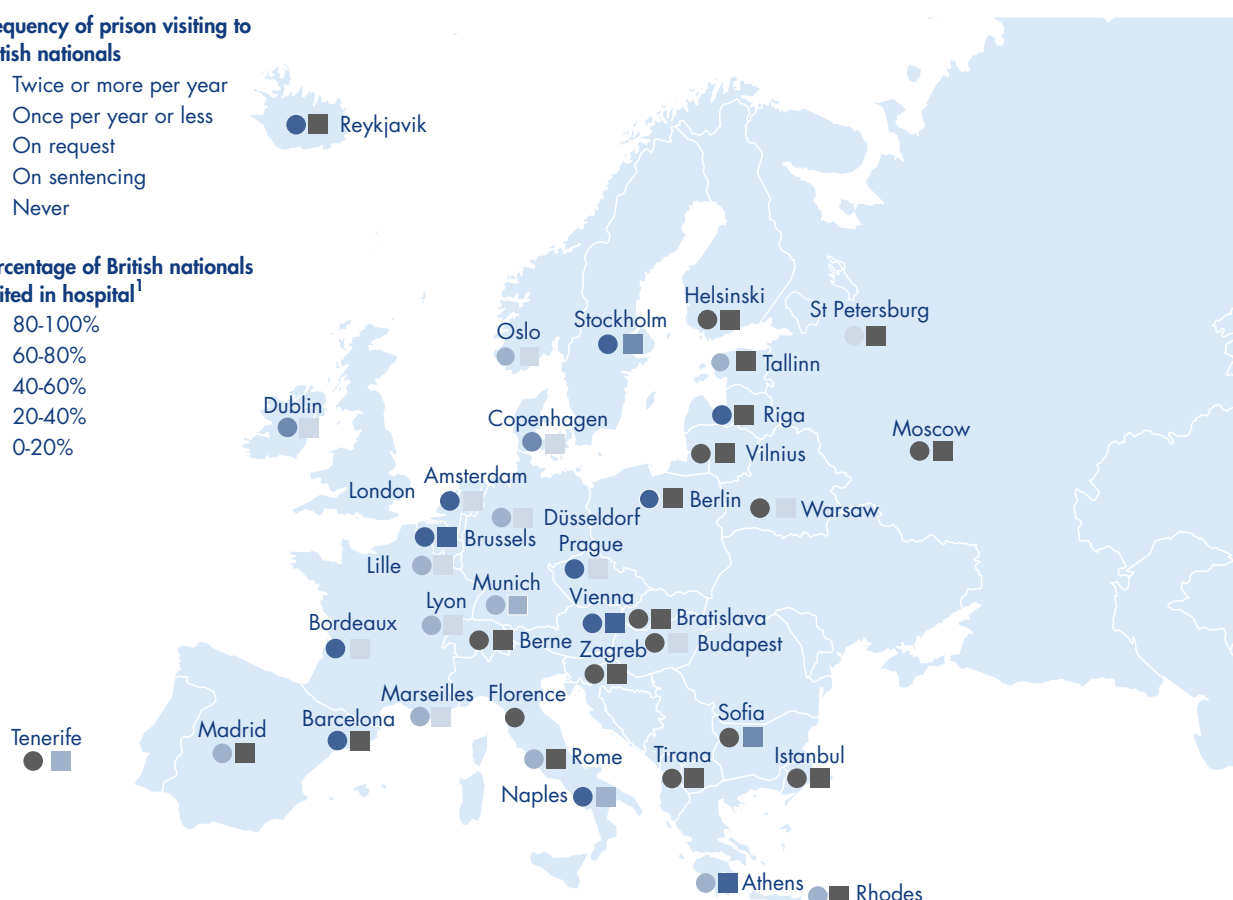 equency of prison visiting to
tish nationals
Twice or more per year
Once per year or less
On request
On sentencing
Never
rcentage of British nationals
ited in hospital1
80-100%
60-80%
40-60%
20-40%
0-20%
Reykjavik
Helsinski
St Petersburg
Oslo
Stockholm
Tallinn
Dublin
Copenhagen
Riga
Moscow
Vilnius
Amsterdam
London
Berlin
Warsaw
Düsseldorf
Brussels
Prague
Lille
Munich
Vienna
Lyon
Bratislava
Bordeaux
Berne
Budapest
Zagreb
Marseilles
Florence
Barcelona
Sofia
Madrid
Tenerife
Rome
Tirana
Istanbul
Naples
Athens
Rhodes